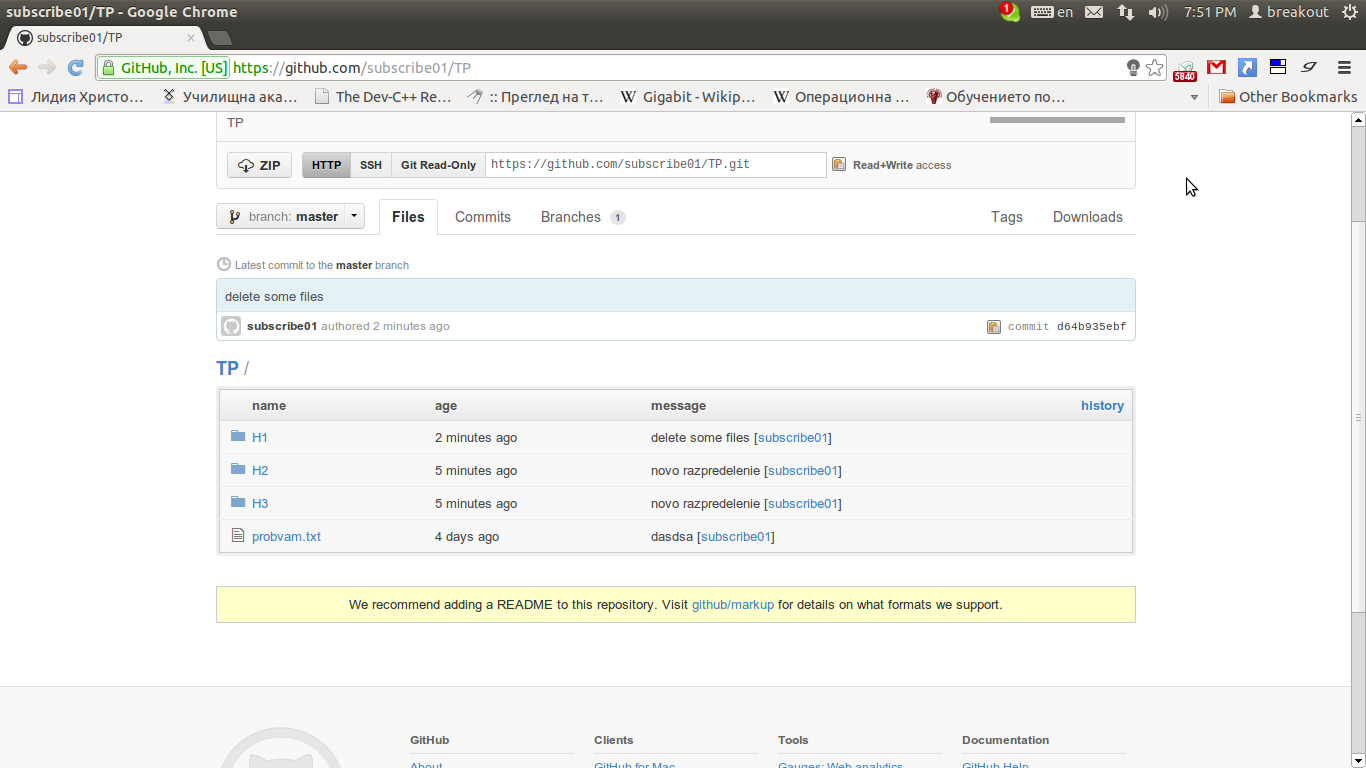 subscribe01/TP - Google Chrome
1 en 7:51 PM breakout
subscribe01/TP ×
GitHub, Inc. [US] https://github.com/subscribe01/TP 5840
Лидия Христо… Училищна ака… The Dev-C++ Re… :: Преглед на т… W Gigabit - Wikip… W Операционна … Обучението по… Other Bookmarks
TP
ZIP HTTP SSH Git Read-Only https://github.com/subscribe01/TP.git Read+Write access
branch: master Files Commits Branches 1 Tags Downloads
Latest commit to the master branch
delete some files
subscribe01 authored 2 minutes ago commit d64b935ebf
TP /
name age message history
H1 2 minutes ago delete some files [subscribe01]
H2 5 minutes ago novo razpredelenie [subscribe01]
H3 5 minutes ago novo razpredelenie [subscribe01]
probvam.txt 4 days ago dasdsa [subscribe01]
We recommend adding a README to this repository. Visit github/markup for details on what formats we support.
GitHub Clients Tools Documentation
About GitHub for Mac Gauges: Web analytics GitHub Help